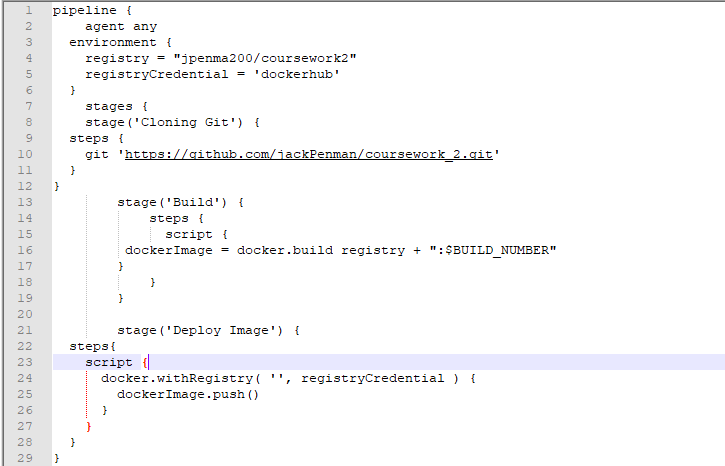 1 pipeline {
2 agent any
3 environment {
4 registry = "jpenma200/coursework2"
5 registryCredential = 'dockerhub'
6 }
7 stages {
8 stage('Cloning Git') {
9 steps {
10 git 'https://github.com/jackPenman/coursework_2.git'
11 }
12 }
13 stage('Build') {
14 steps {
15 script {
16 dockerImage = docker.build registry + ":$BUILD_NUMBER"
17 }
18 }
19 }
20
21 stage('Deploy Image') {
22 steps{
23 script {
24 docker.withRegistry( '', registryCredential ) {
25 dockerImage.push()
26 }
27 }
28 }
29 }